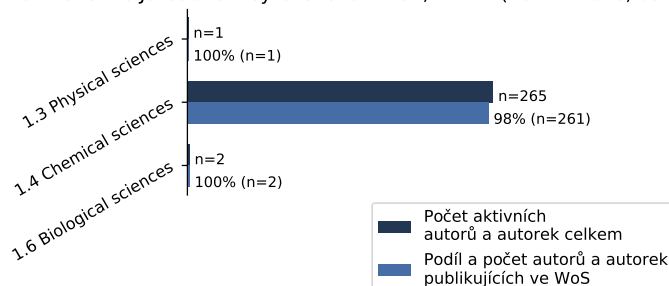 n=1
100% (n=1)
1.3 Physical sciences
n=265
98% (n=261)
1.4 Chemical sciences
n=2
100% (n=2)
1.6 Biological sciences
Počet aktivních
autorů a autorek celkem
Podíl a počet autorů a autorek
publikujících ve WoS